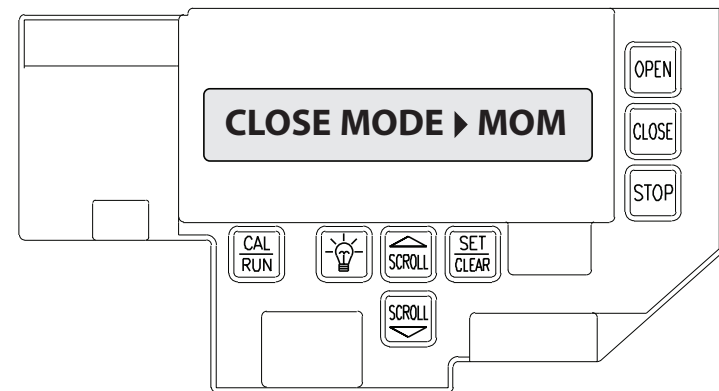 CLOSE MODE ▶ MOM
OPEN
CLOSE
STOP
CAL
RUN
SCROLL
SET
CLEAR
SCROLL